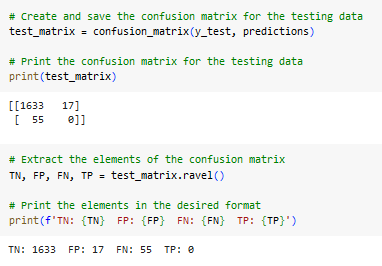 # Create and save the confusion matrix for the testing data
test_matrix = confusion_matrix(y_test, predictions)
# Print the confusion matrix for the testing data
print(test_matrix)
[[1633   17]
 [  55    0]]
# Extract the elements of the confusion matrix
TN, FP, FN, TP = test_matrix.ravel()
# Print the elements in the desired format
print(f'TN: {TN}  FP: {FP}  FN: {FN}  TP: {TP}')
TN: 1633  FP: 17  FN: 55  TP: 0